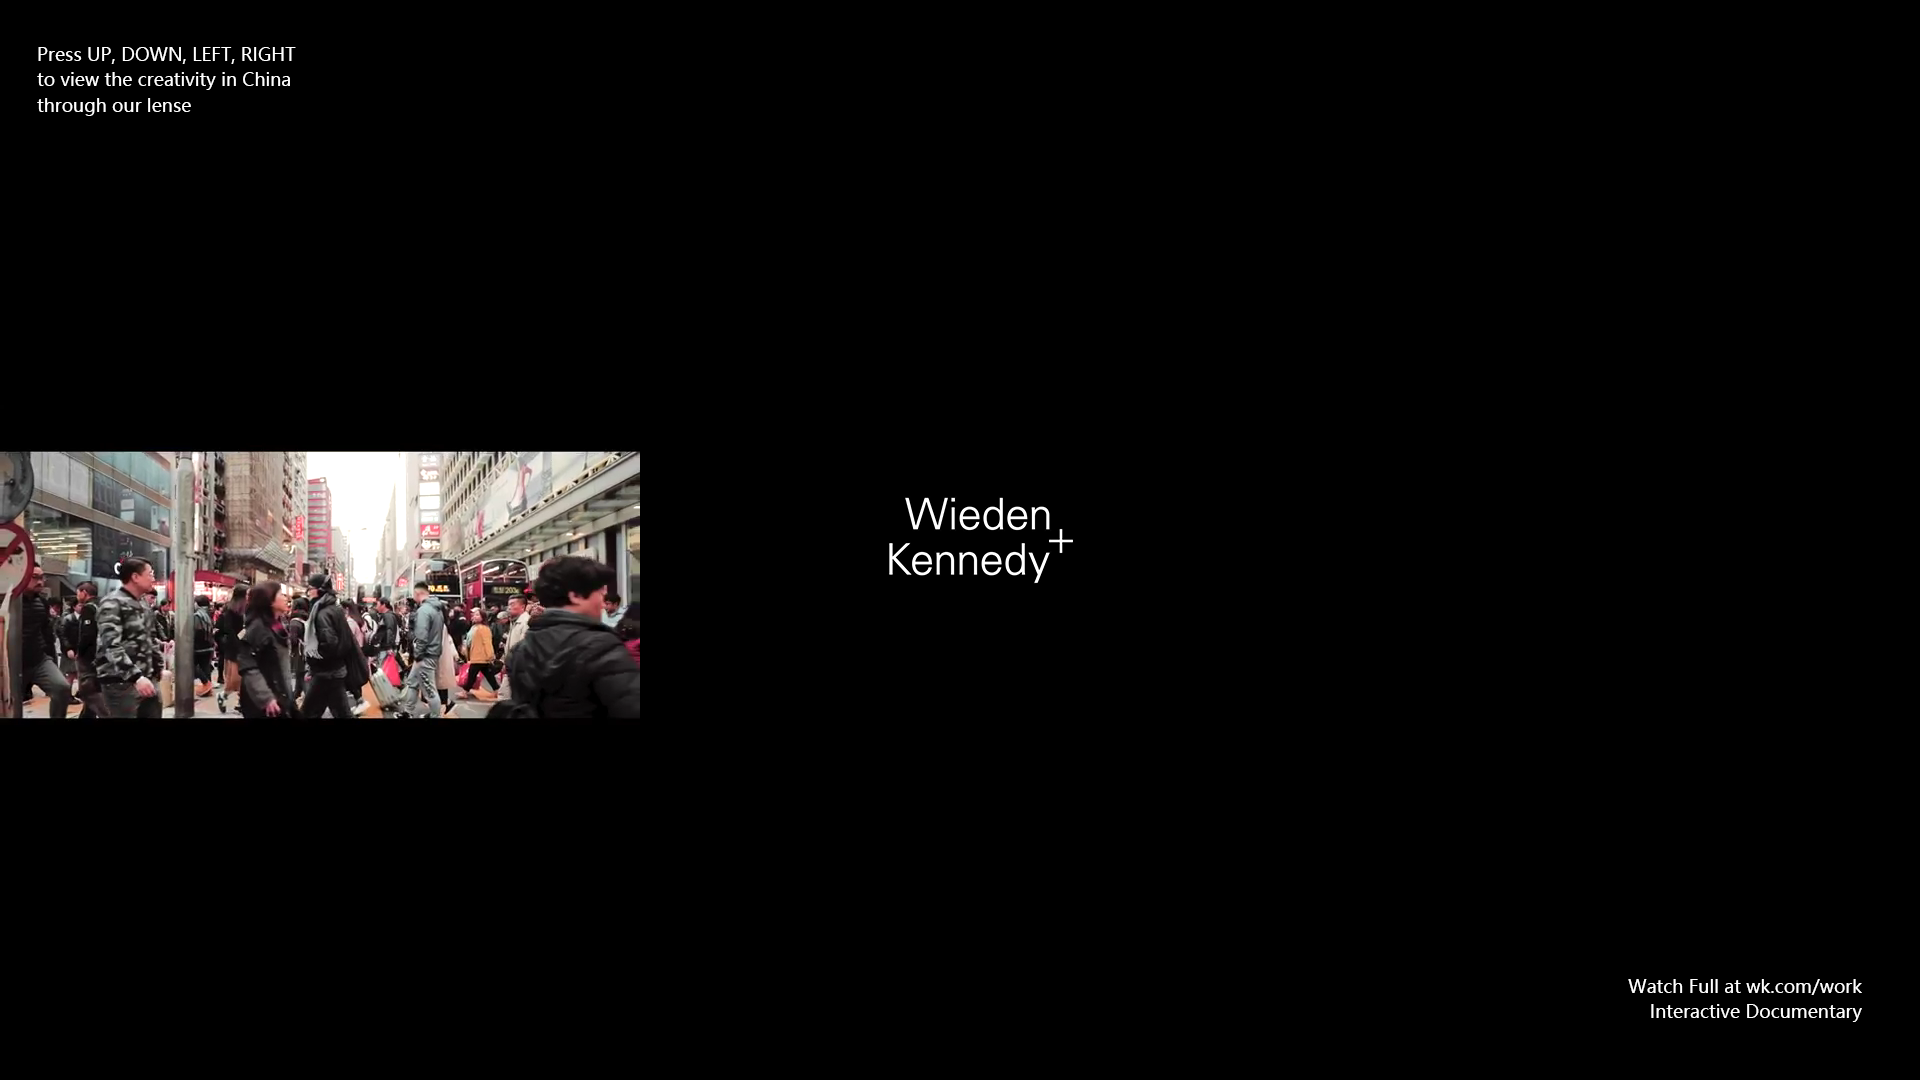 Press UP, DOWN, LEFT, RIGHT
to view the creativity in China
through our lense
Wieden
Kennedy+
Watch Full at wk.com/work
Interactive Documentary